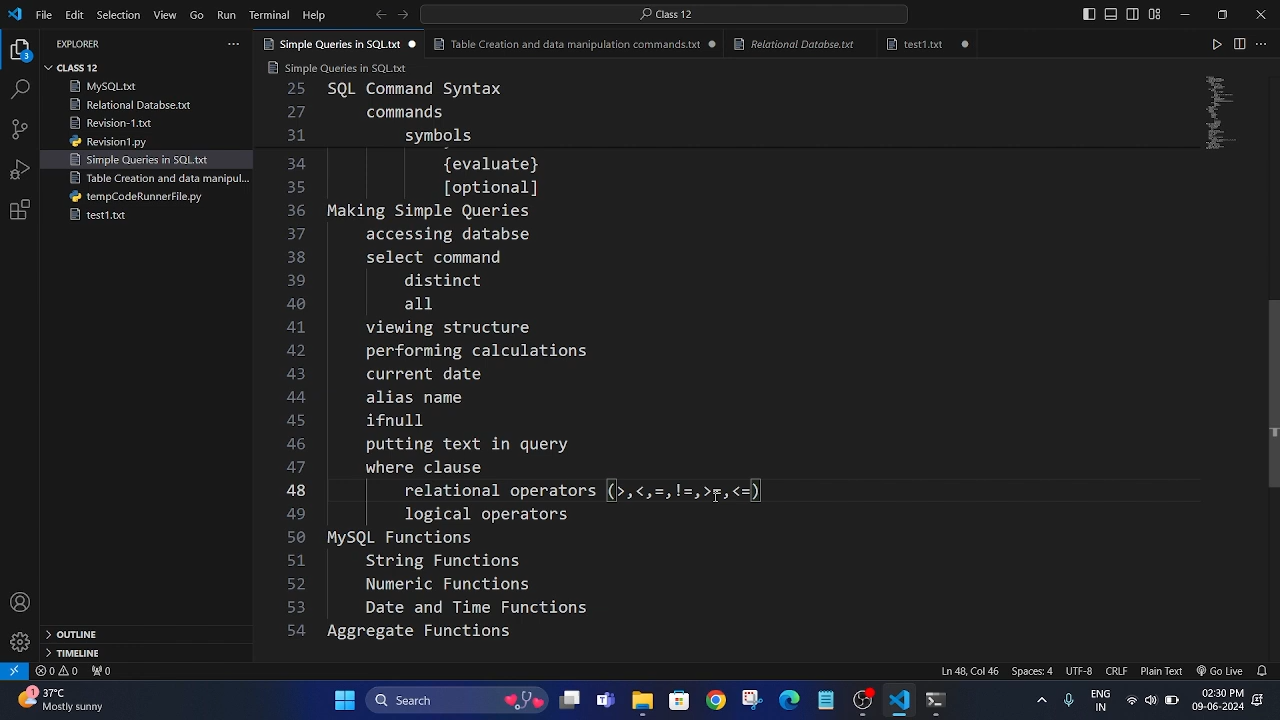 File Edit Selection View Go Run Terminal Help Class 12
EXPLORER
Simple Queries in SQL.txt Table Creation and data manipulation commands.txt Relational Databse.txt test1.txt
Simple Queries in SQL.txt
CLASS 12
MySQL.txt
Relational Databse.txt
Revision-1.txt
Revision1.py
Simple Queries in SQL.txt
Table Creation and data manipul...
tempCodeRunnerFile.py
test1.txt
OUTLINE
TIMELINE
3
25 SQL Command Syntax
27 commands
31 symbols
34 {evaluate}
35 [optional]
36 Making Simple Queries
37 accessing databse
38 select command
39 distinct
40 all
41 viewing structure
42 performing calculations
43 current date
44 alias name
45 ifnull
46 putting text in query
47 where clause
48 relational operators (>,<,=,!=,>=,<=)
49 logical operators
50 MySQL Functions
51 String Functions
52 Numeric Functions
53 Date and Time Functions
54 Aggregate Functions
0 0 0 Ln 48, Col 46 Spaces: 4 UTF-8 CRLF Plain Text Go Live
1 37°C
Mostly sunny
Search
ENG
IN
02:30 PM
09-06-2024